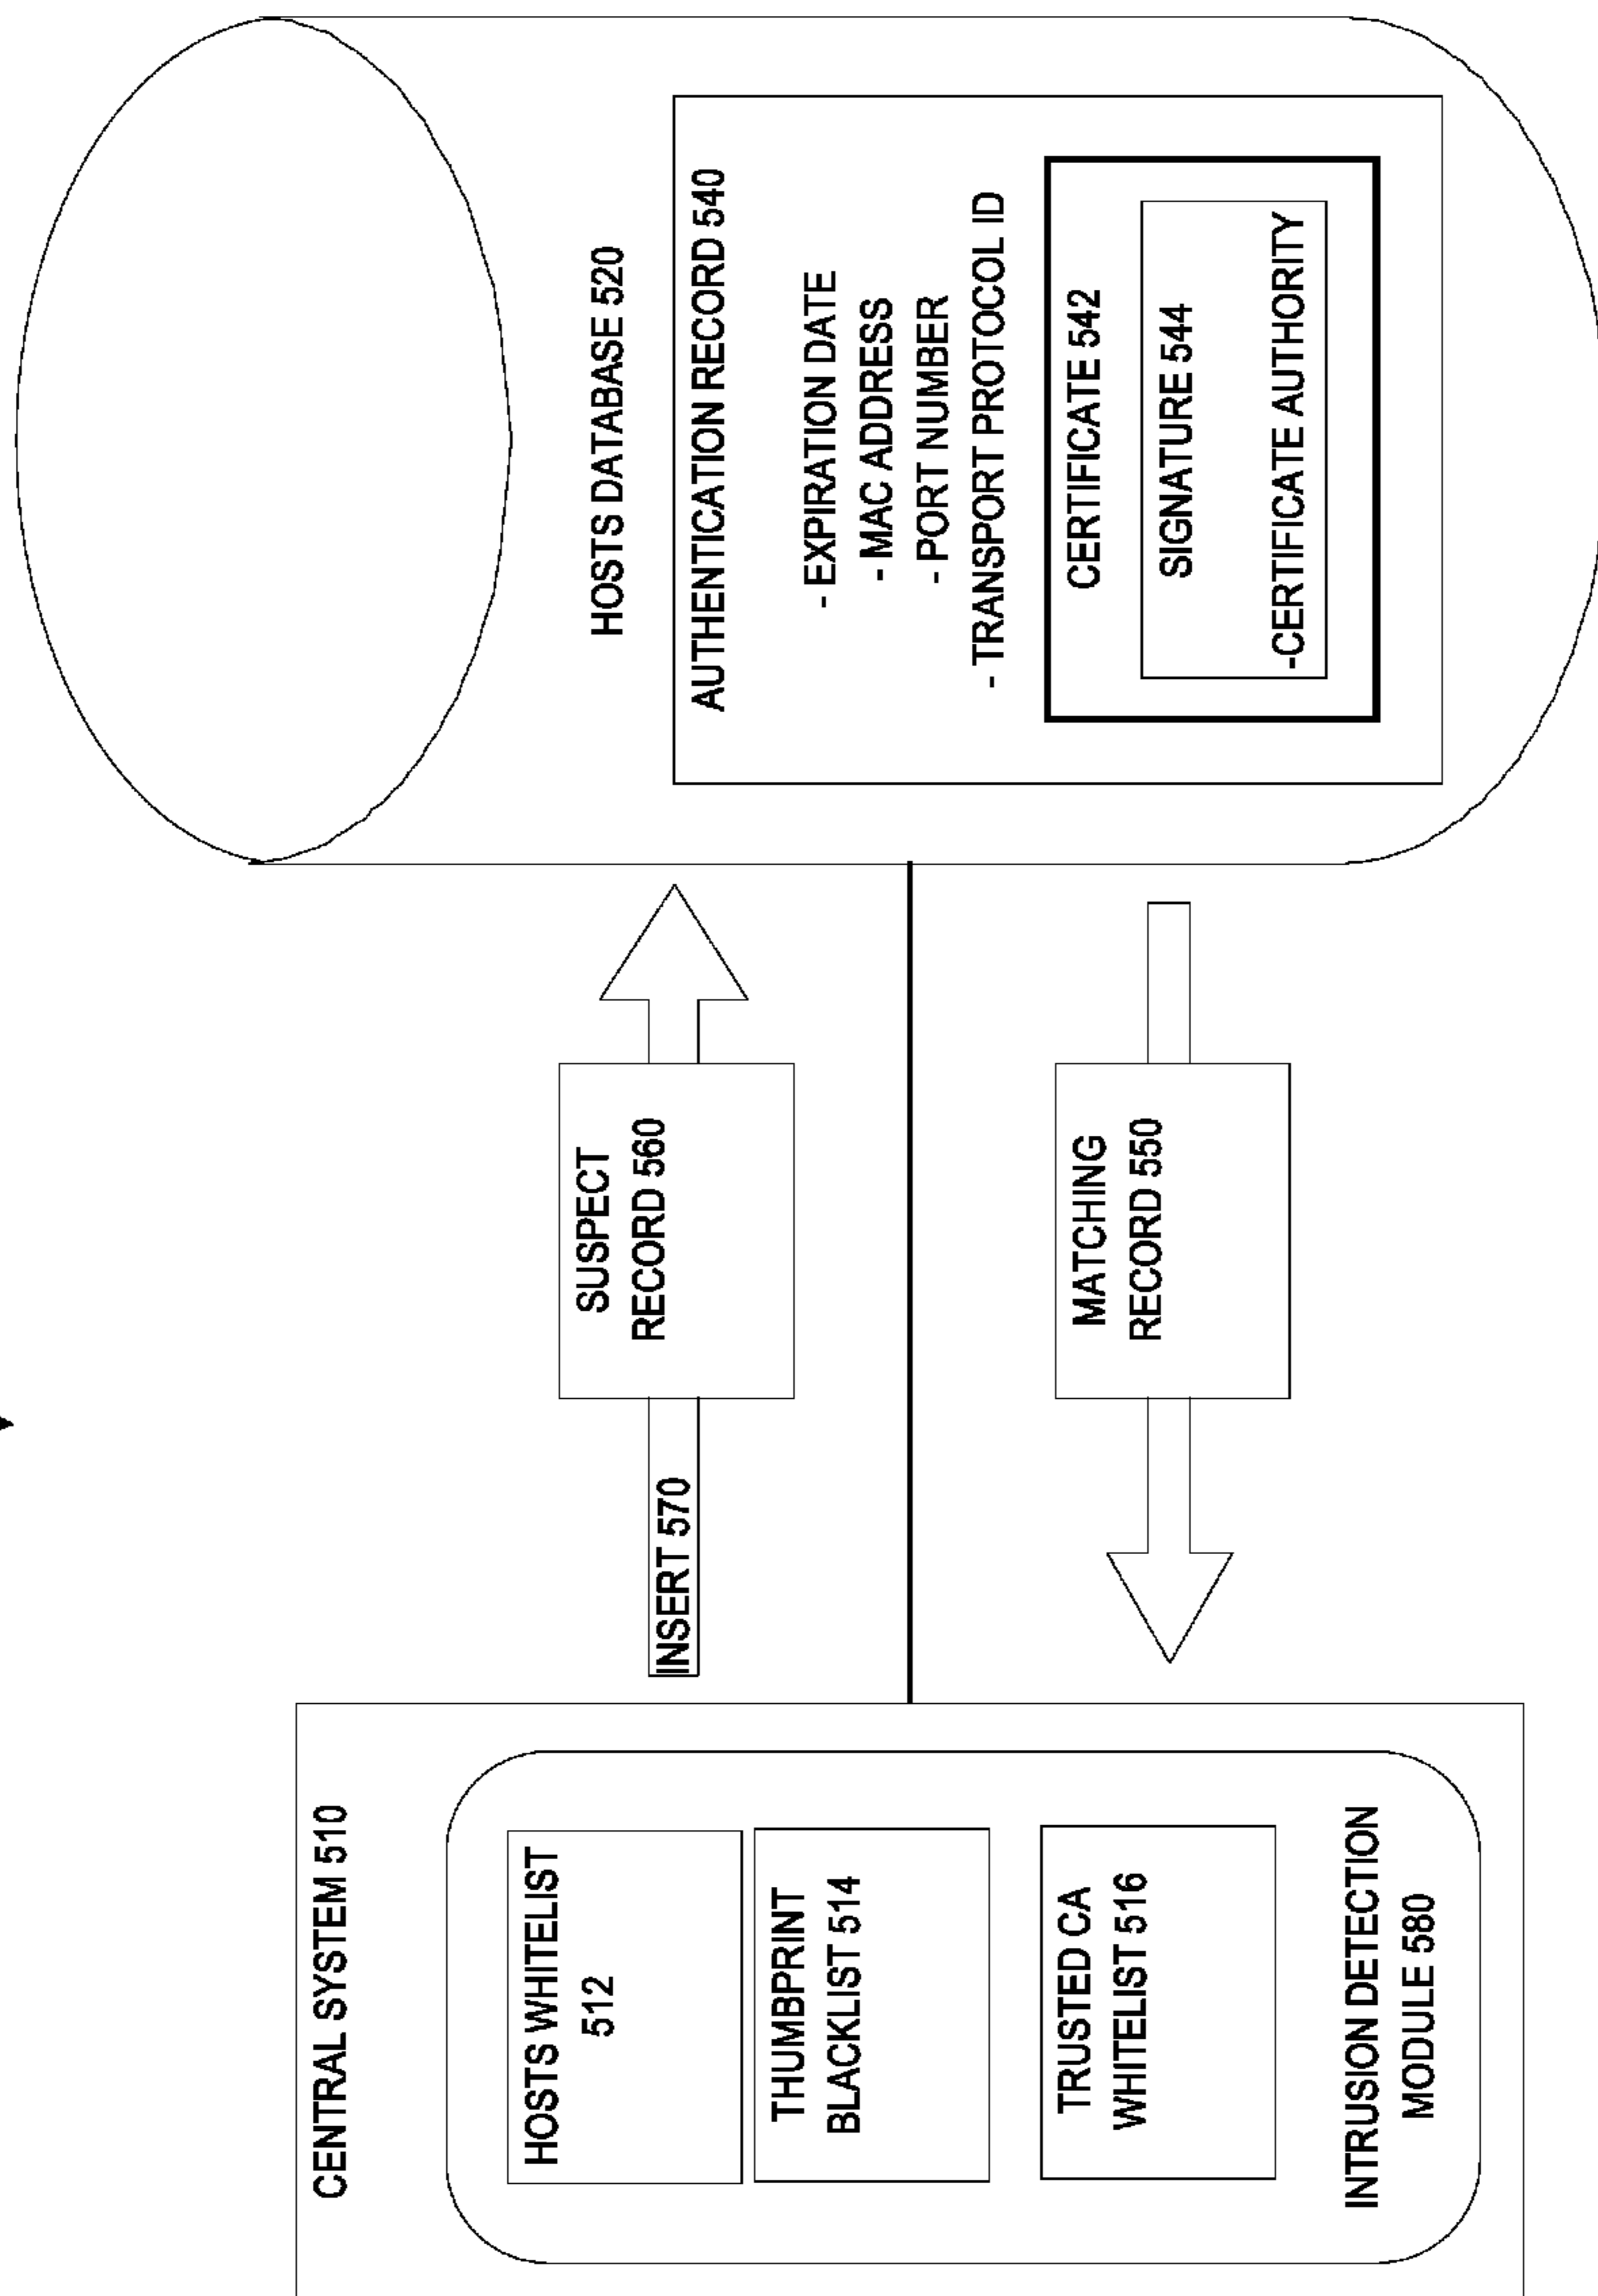 CENTRAL SYSTEM 510
HOSTS WHITELIST
512
THUMBPRINT
BLACKLIST 514
TRUSTED CA
WHITELIST 516
INTRUSION DETECTION
MODULE 580
INSERT 570
SUSPECT
RECORD 560
MATCHING
RECORD 550
HOSTS DATABASE 520
AUTHENTICATION RECORD 540
- EXPIRATION DATE
- MAC ADDRESS
- PORT NUMBER
- TRANSPORT PROTOCOL ID
CERTIFICATE 542
SIGNATURE 544
-CERTIFICATE AUTHORITY